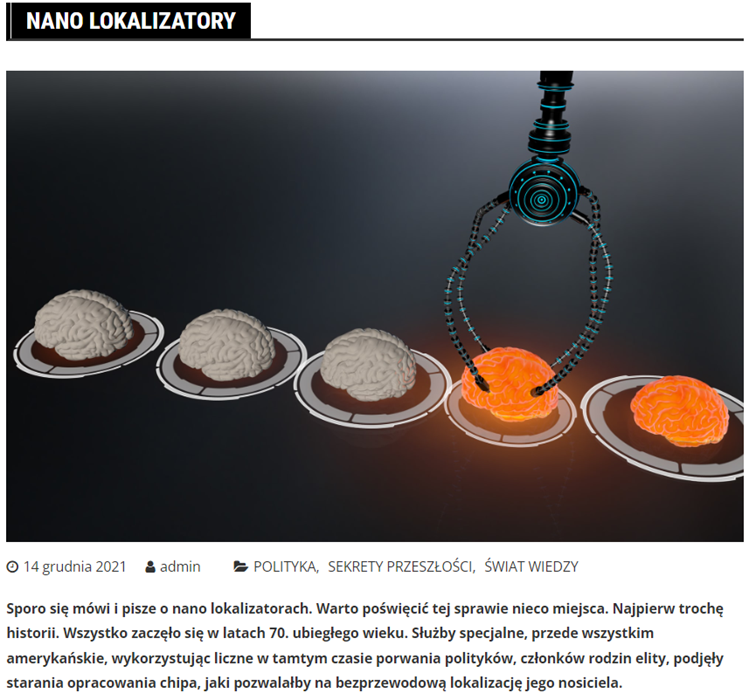 NANO LOKALIZATORY
14 grudnia 2021 admin POLITYKA, SEKRETY PRZESZŁOŚCI, ŚWIAT WIEDZY
Sporo się mówi i pisze o nano lokalizatorach. Warto poświęcić tej sprawie nieco miejsca. Najpierw trochę
historii. Wszystko zaczęło się w latach 70. ubiegłego wieku. Służby specjalne, przede wszystkim
amerykańskie, wykorzystując liczne w tamtym czasie porwania polityków, członków rodzin elity, podjęły
starania opracowania chipa, jaki pozwalałby na bezprzewodową lokalizację jego nosiciela.